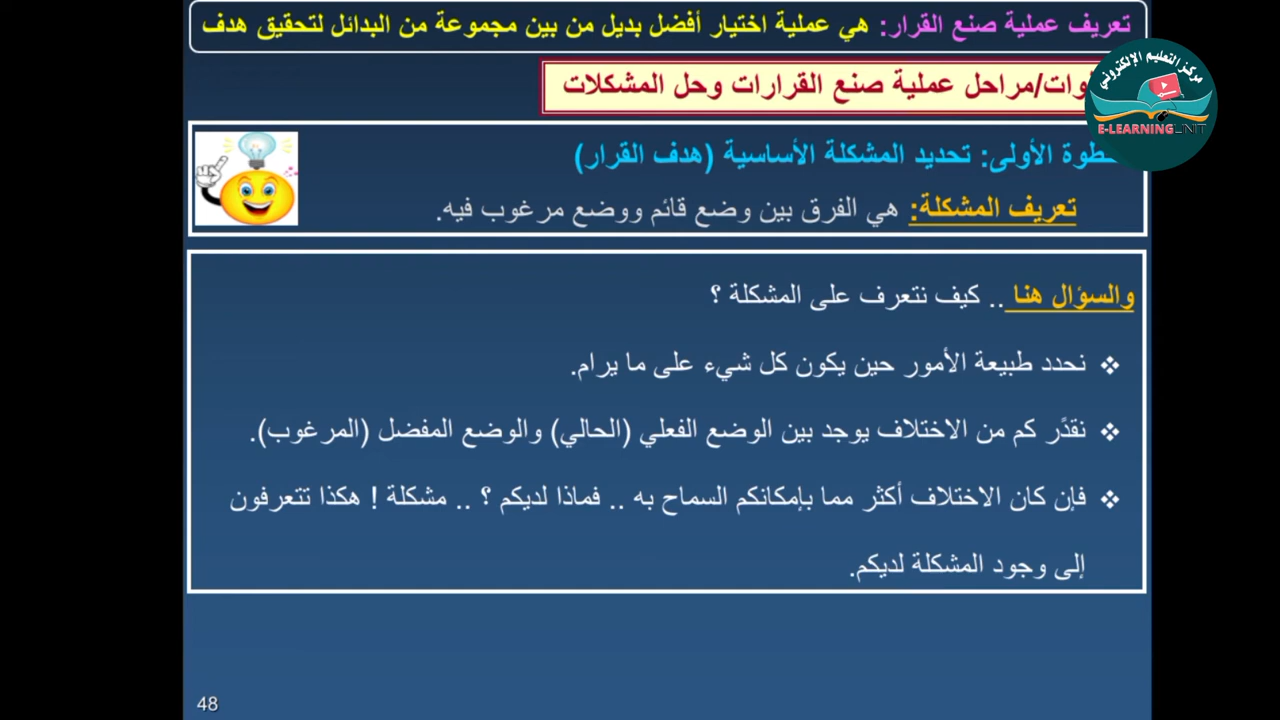 تعريف عملية صنع القرار: هي عملية اختيار أفضل بديل من بين مجموعة من البدائل لتحقيق هدف
مركز التعليم الإلكتروني
E-LEARNING UNIT
وات/مراحل عملية صنع القرارات وحل المشكلات
طوة الأولى: تحديد المشكلة الأساسية (هدف القرار)
تعريف المشكلة: هي الفرق بين وضع قائم ووضع مرغوب فيه.
والسؤال هنا .. كيف نتعرف على المشكلة ؟
❖ نحدد طبيعة الأمور حين يكون كل شيء على ما يرام.
❖ نقدًر كم من الاختلاف يوجد بين الوضع الفعلي (الحالي) والوضع المفضل (المرغوب).
❖ فإن كان الاختلاف أكثر مما بإمكانكم السماح به .. فماذا لديكم ؟ .. مشكلة ! هكذا تتعرفون
إلى وجود المشكلة لديكم.
48